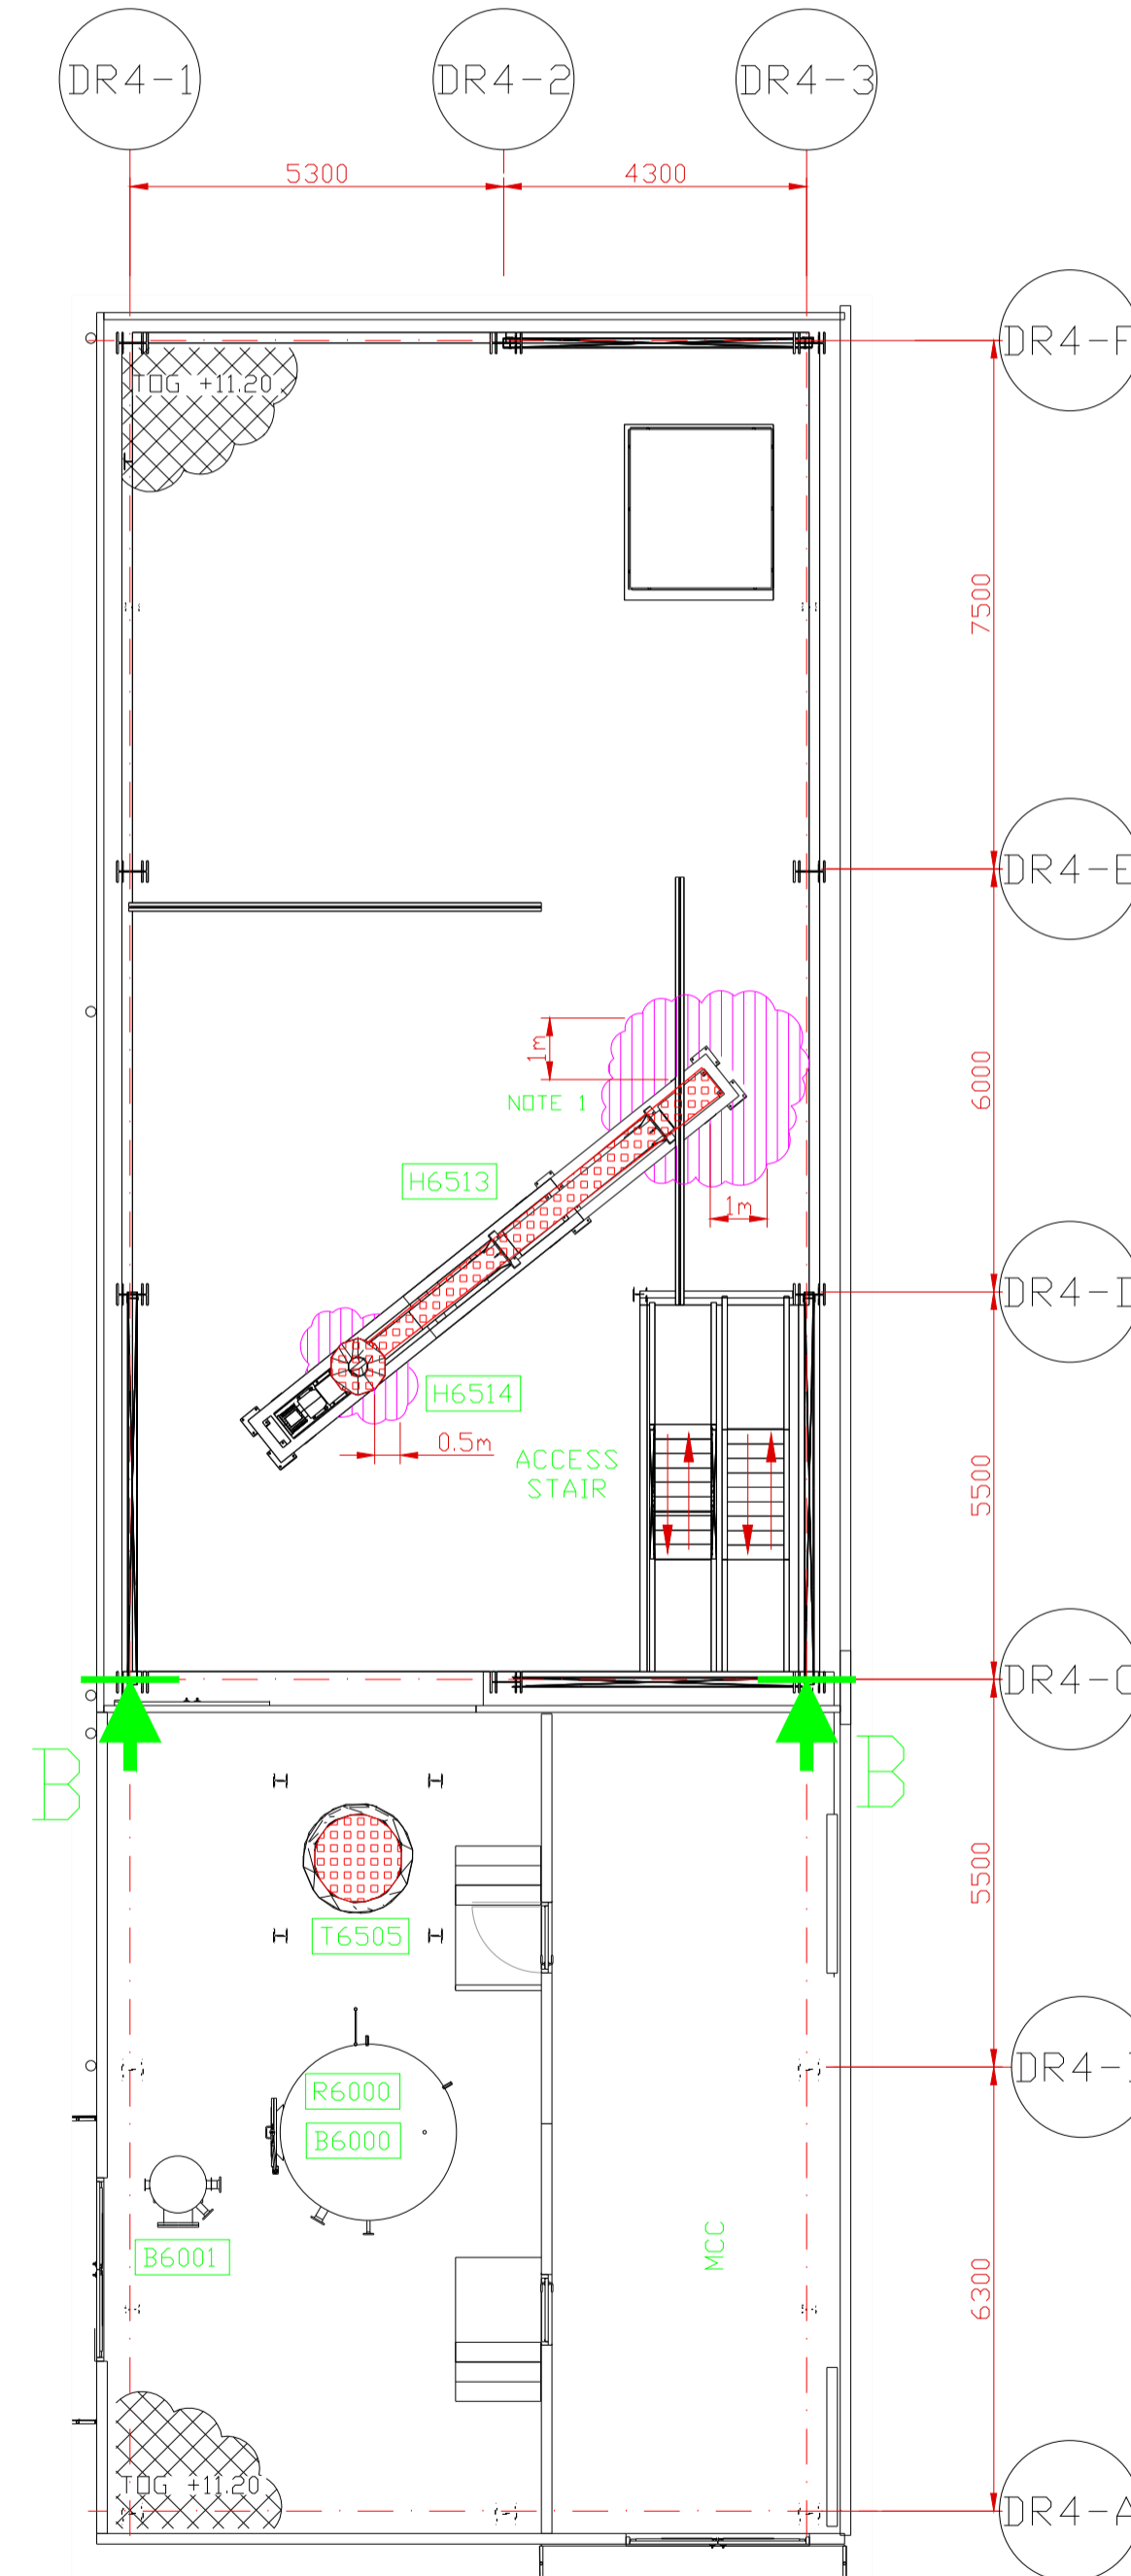 DR4-1
DR4-2
DR4-3
5300
4300
DR4-F
TOG +11.20
7500
DR4-E
6000
1m
NOTE 1
H6513
1m
DR4-D
H6514
0.5m
ACCESS
STAIR
5500
DR4-C
B
B
5500
T6505
DR4-
R6000
B6000
B6001
MCC
6300
TOG +11.20
DR4-A